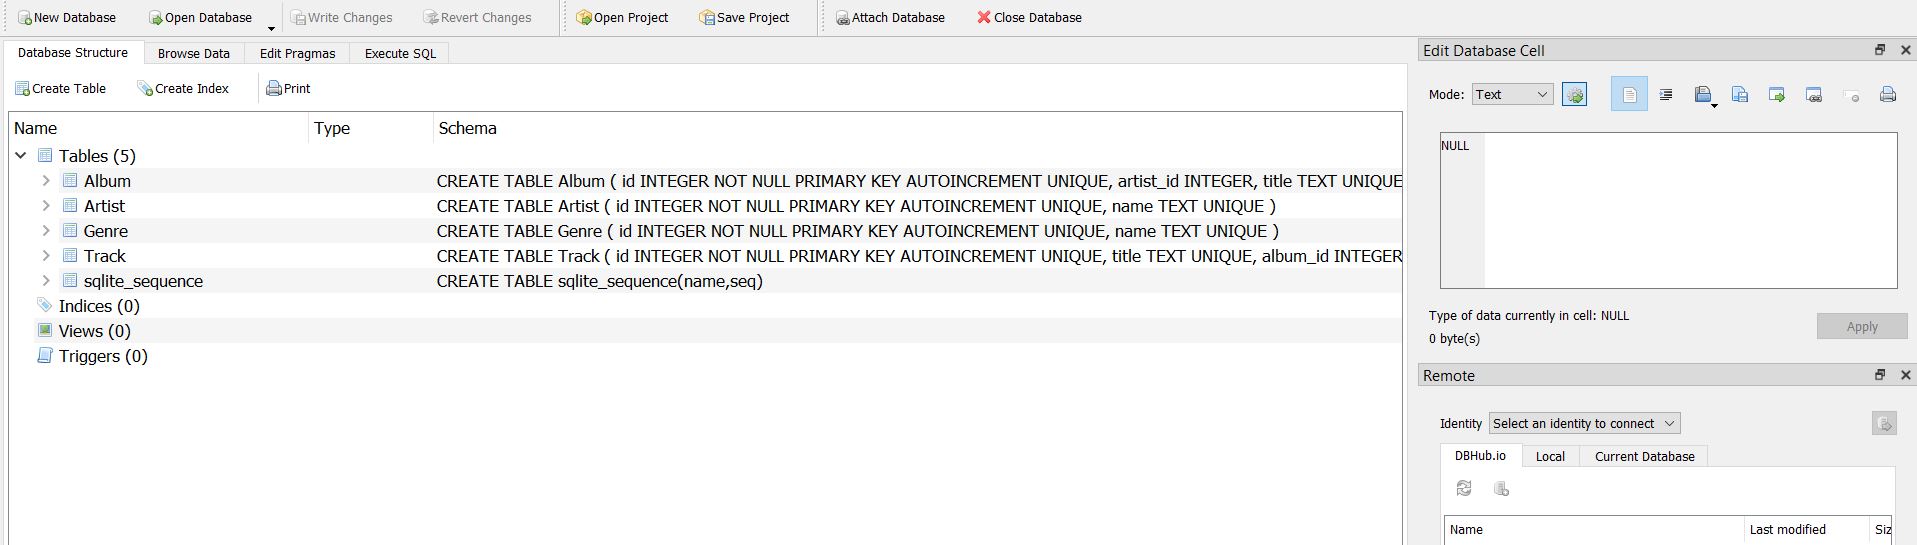 New Database Open Database Write Changes Revert Changes Open Project Save Project Attach Database Close Database
Database Structure Browse Data Edit Pragmas Execute SQL
Create Table Create Index Print
Name Type Schema
Tables (5)
Album CREATE TABLE Album ( id INTEGER NOT NULL PRIMARY KEY AUTOINCREMENT UNIQUE, artist_id INTEGER, title TEXT UNIQUE
Artist CREATE TABLE Artist ( id INTEGER NOT NULL PRIMARY KEY AUTOINCREMENT UNIQUE, name TEXT UNIQUE )
Genre CREATE TABLE Genre ( id INTEGER NOT NULL PRIMARY KEY AUTOINCREMENT UNIQUE, name TEXT UNIQUE )
Track CREATE TABLE Track ( id INTEGER NOT NULL PRIMARY KEY AUTOINCREMENT UNIQUE, title TEXT UNIQUE, album_id INTEGER
sqlite_sequence CREATE TABLE sqlite_sequence(name,seq)
Indices (0)
Views (0)
Triggers (0)
Edit Database Cell
Mode: Text
NULL
Type of data currently in cell: NULL
0 byte(s)
Apply
Remote
Identity Select an identity to connect
DBHub.io Local Current Database
Name Last modified Siz